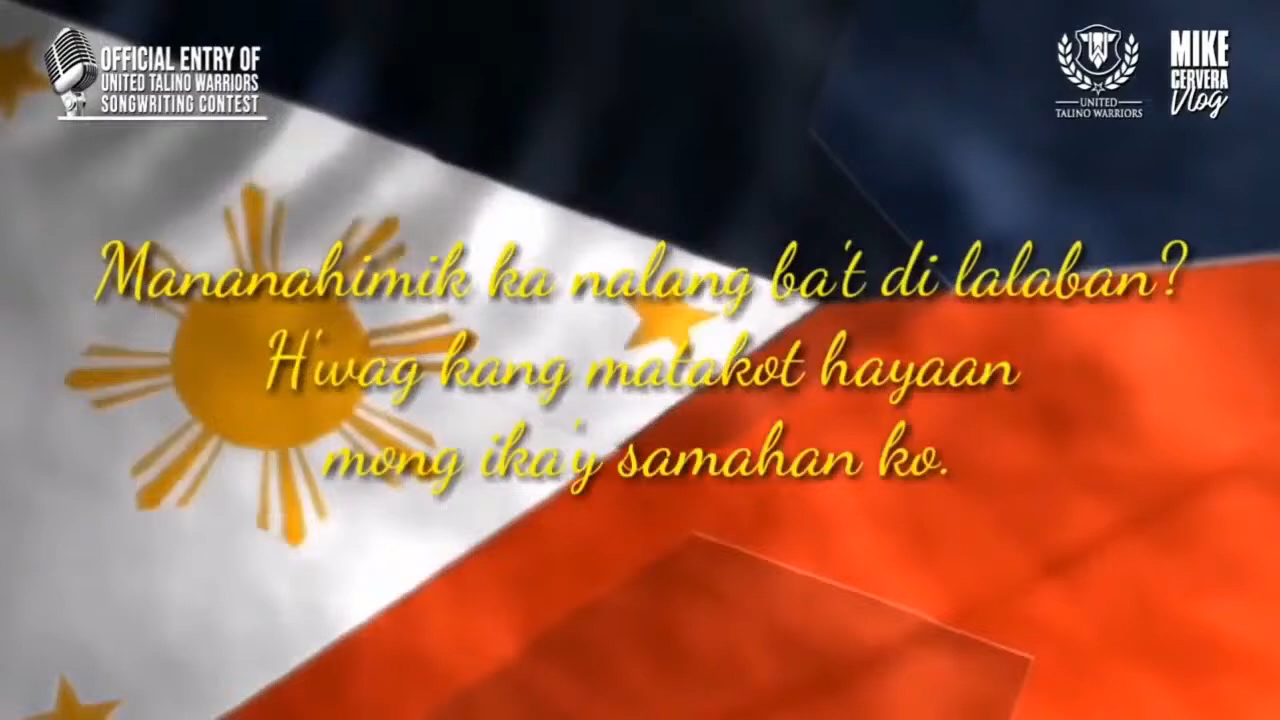 OFFICIAL ENTRY OF
UNITED TALINO WARRIORS
SONGWRITING CONTEST
UNITED
TALINO WARRIORS
MIKE
CERVERA
Vlog
Mananahimik ka nalang ba't di lalaban?
H'wag kang matakot hayaan
mong ika'y samahan ko.